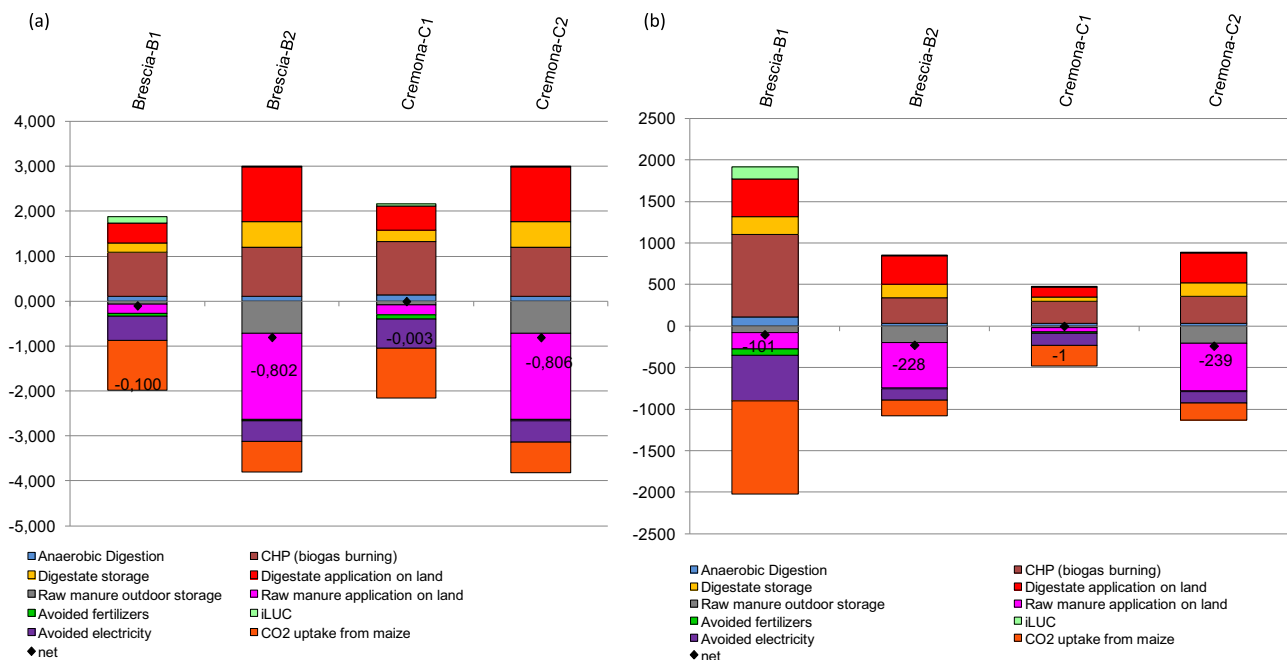 (a)
Brescia-B1
Brescia-B2
Cremona-C1
Cremona-C2
4,000
3,000
2,000
1,000
0,000
-1,000
-2,000
-3,000
-4,000
-5,000
-0,100
-0,802
-0,003
-0,806
Anaerobic Digestion
CHP (biogas burning)
Digestate storage
Digestate application on land
Raw manure outdoor storage
Raw manure application on land
Avoided fertilizers
iLUC
Avoided electricity
CO2 uptake from maize
net
(b)
Brescia-B1
Brescia-B2
Cremona-C1
Cremona-C2
2500
2000
1500
1000
500
0
-500
-1000
-1500
-2000
-2500
-101
-228
-1
-239
Anaerobic Digestion
CHP (biogas burning)
Digestate storage
Digestate application on land
Raw manure outdoor storage
Raw manure application on land
Avoided fertilizers
iLUC
Avoided electricity
CO2 uptake from maize
net